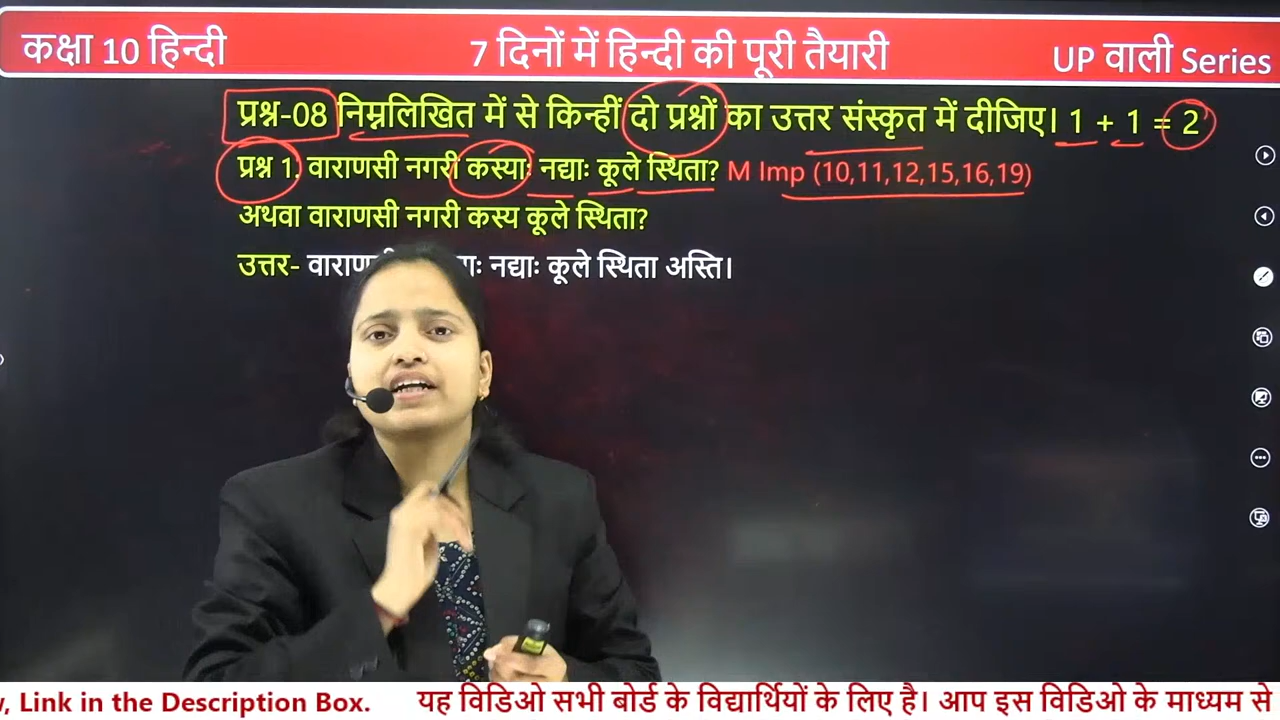 कक्षा 10 हिन्दी 7 दिनों में हिन्दी की पूरी तैयारी UP वाली Series
प्रश्न-08 निम्नलिखित में से किन्हीं दो प्रश्नों का उत्तर संस्कृत में दीजिए। 1 + 1 = 2
प्रश्न 1. वाराणसी नगरी कस्याः नद्याः कूले स्थिता? M Imp (10,11,12,15,16,19)
अथवा वाराणसी नगरी कस्य कूले स्थिता?
उत्तर- नद्याः कूले स्थिता अस्ति।
Link in the Description Box. यह विडिओ सभी बोर्ड के विद्यार्थियों के लिए है। आप इस विडिओ के माध्यम से